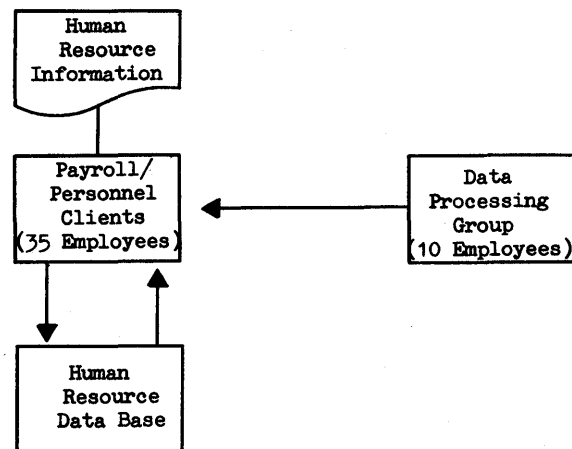 Human
Resource
Information
Payroll/
Personnel
Clients
(35 Employees)
Data
Processing
Group
(10 Employees)
Human
Resource
Data Base